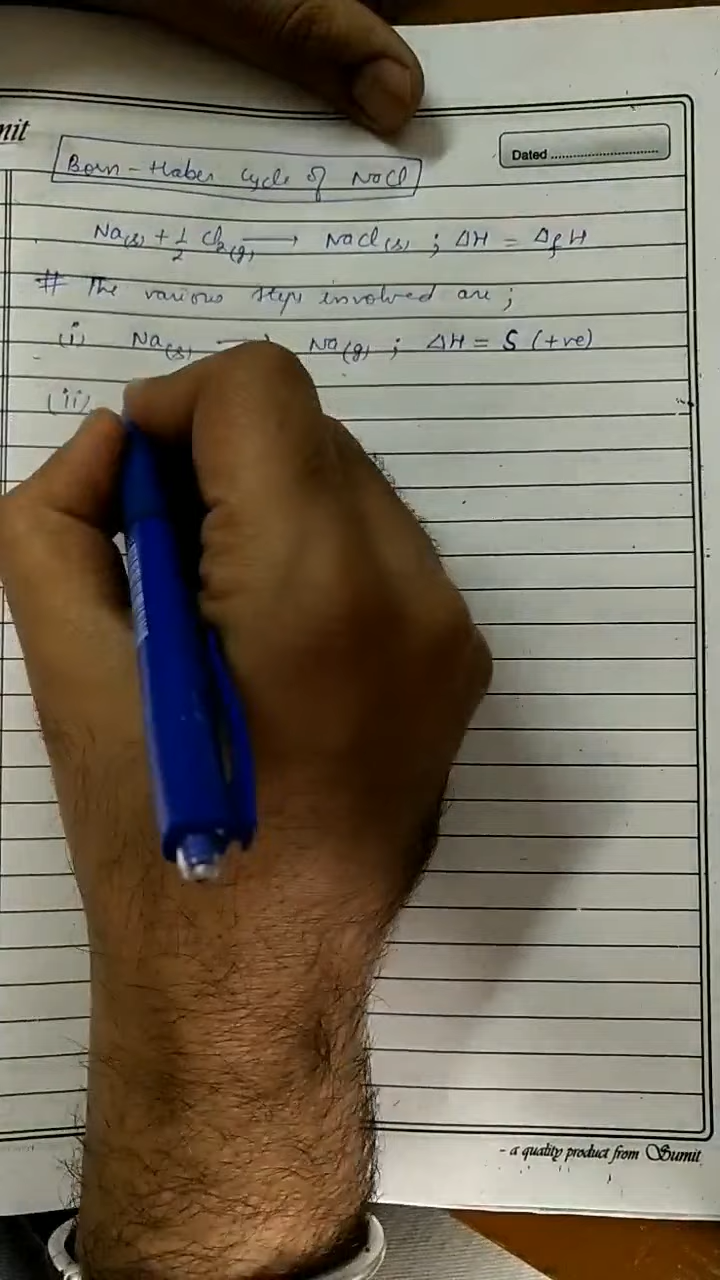 nit
Dated
Born-Haber Cycle of NaCl
Na(s) + 1/2 Cl2(g) → NaCl(s) ; ΔH = ΔfH
# The various steps involved are ;
(i) Na(s) → Na(g) ; ΔH = S (+ve)
(ii)
- a quality product from Sumit